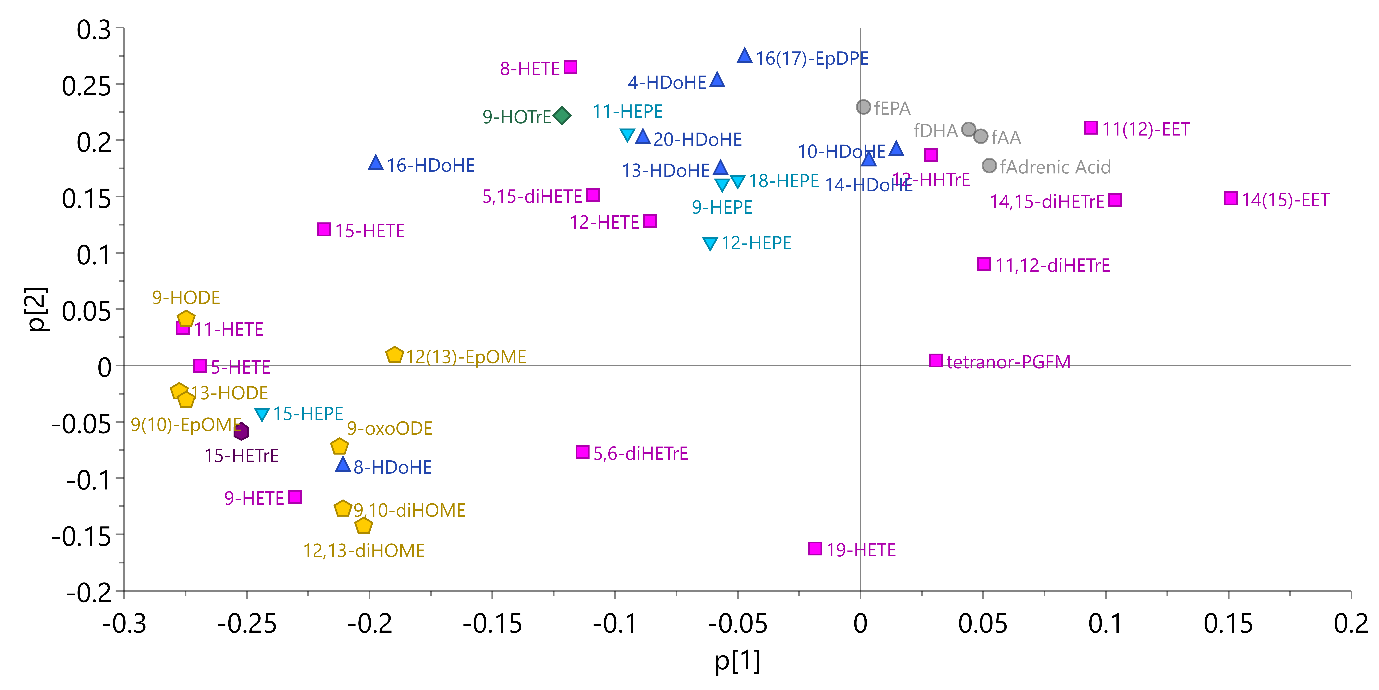 0.3
16(17)-EpDPE
8-HETE
4-HDoHE
0.25
fEPA
11-HEPE
9-HOTrE
fDHA
11(12)-EET
fAA
0.2
20-HDoHE
10-HDoHE
16-HDoHE
13-HDoHE
fAdrenic Acid
18-HEPE
14-HDoHE
12-HHTrE
5,15-diHETE
14(15)-EET
14,15-diHETrE
0.15
9-HEPE
12-HETE
15-HETE
12-HEPE
0.1
11,12-diHETrE
9-HODE
0.05
11-HETE
p[2]
12(13)-EpOME
tetranor-PGFM
0
5-HETE
13-HODE
15-HEPE
-0.05
9(10)-EpOME
9-oxoODE
15-HETrE
5,6-diHETrE
8-HDoHE
-0.1
9-HETE
9,10-diHOME
-0.15
12,13-diHOME
19-HETE
-0.2
-0.3 -0.25 -0.2 -0.15 -0.1 -0.05 0 0.05 0.1 0.15 0.2
p[1]